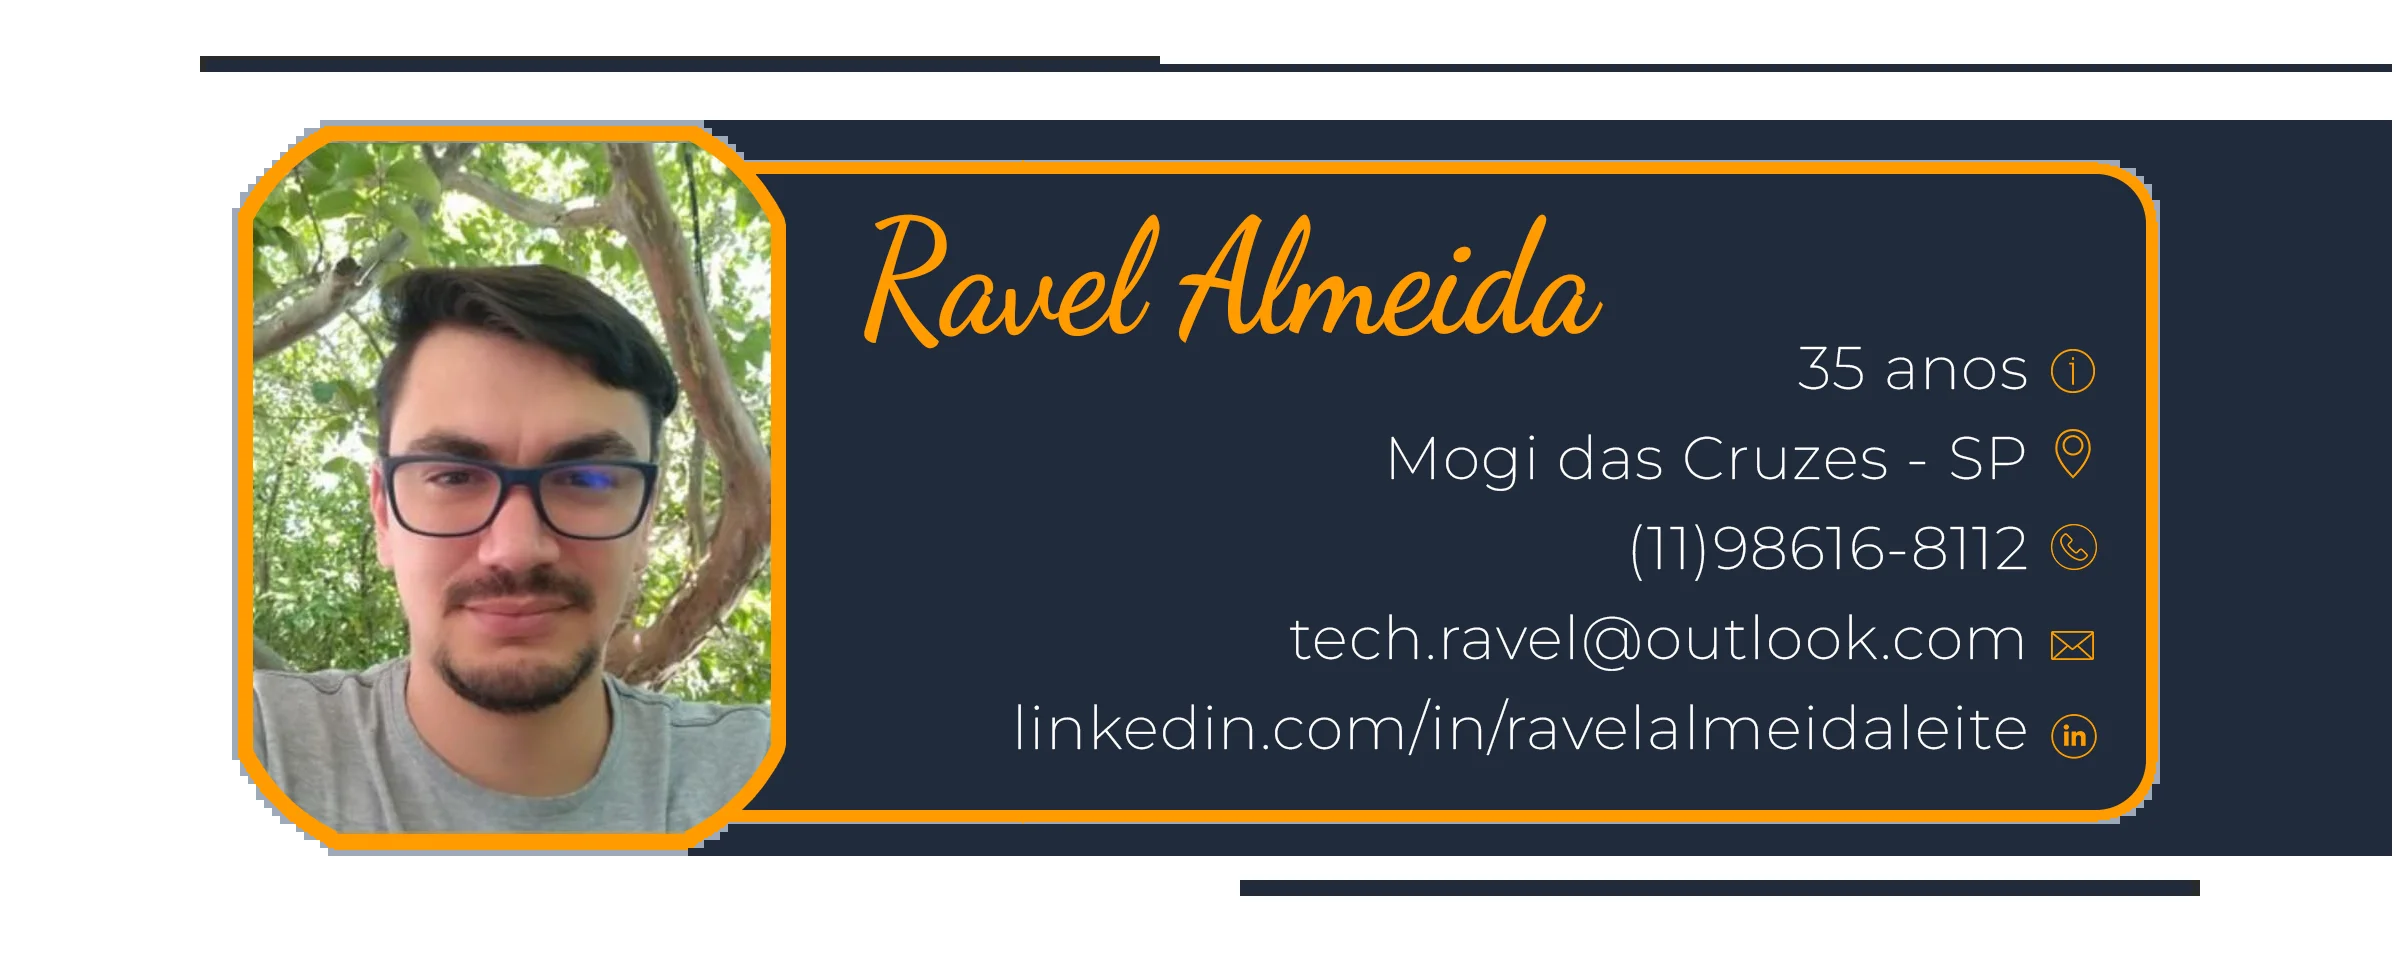 Ravel Almeida
35 anos
Mogi das Cruzes - SP
(11)98616-8112
tech.ravel@outlook.com
linkedin.com/in/ravelalmeidaleite